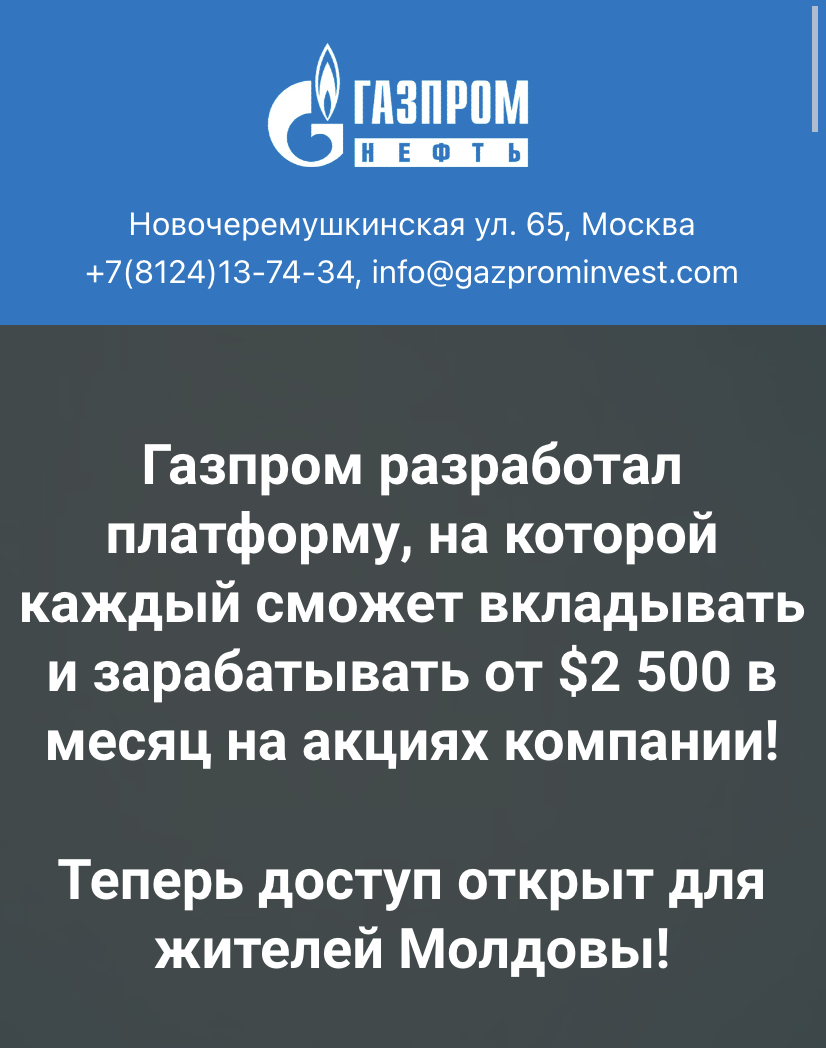 ГАЗПРОМ
НЕФТЬ
Новочеремушкинская ул. 65, Москва
+7(8124)13-74-34, info@gazprominvest.com
Газпром разработал
платформу, на которой
каждый сможет вкладывать
и зарабатывать от $2 500 в
месяц на акциях компании!
Теперь доступ открыт для
жителей Молдовы!